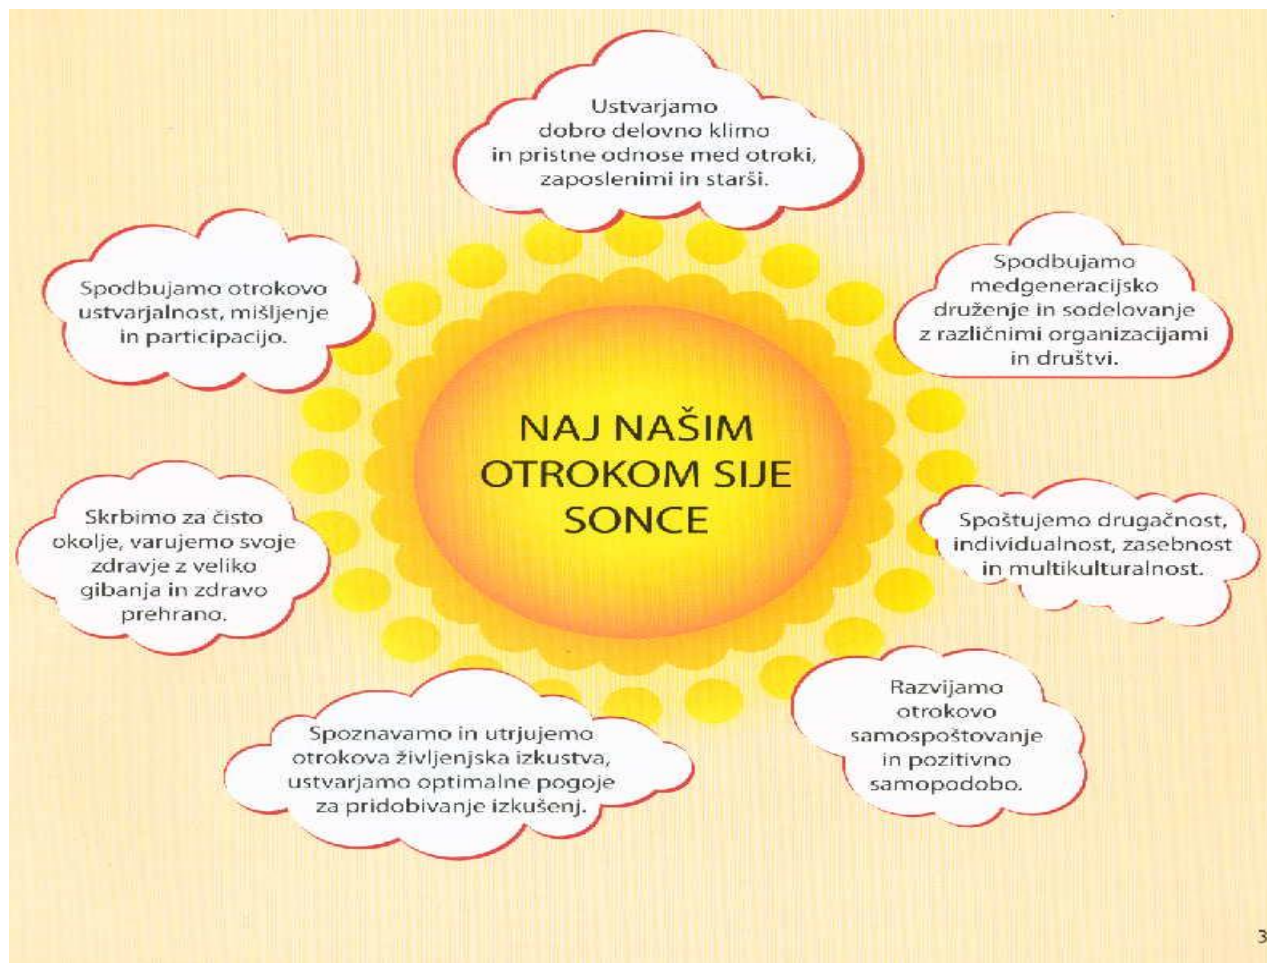 Ustvarjamo
dobro delovno klimo
in pristne odnose med otroki,
zaposlenimi in starši.
Spodbujamo otrokovo
ustvarjalnost, mišljenje
in participacijo.
Spodbujamo
medgeneracijsko
druženje in sodelovanje
z različnimi organizacijami
in društvi.
NAJ NAŠIM
OTROKOM SIJE
SONCE
Skrbimo za čisto
okolje, varujemo svoje
zdravje z veliko
gibanja in zdravo
prehrano.
Spoštujemo drugačnost,
individualnost, zasebnost
in multikulturalnost.
Spoznavamo in utrjujemo
otrokova življenjska izkustva,
ustvarjamo optimalne pogoje
za pridobivanje izkušenj.
Razvijamo
otrokovo
samospoštovanje
in pozitivno
samopodobo.
3